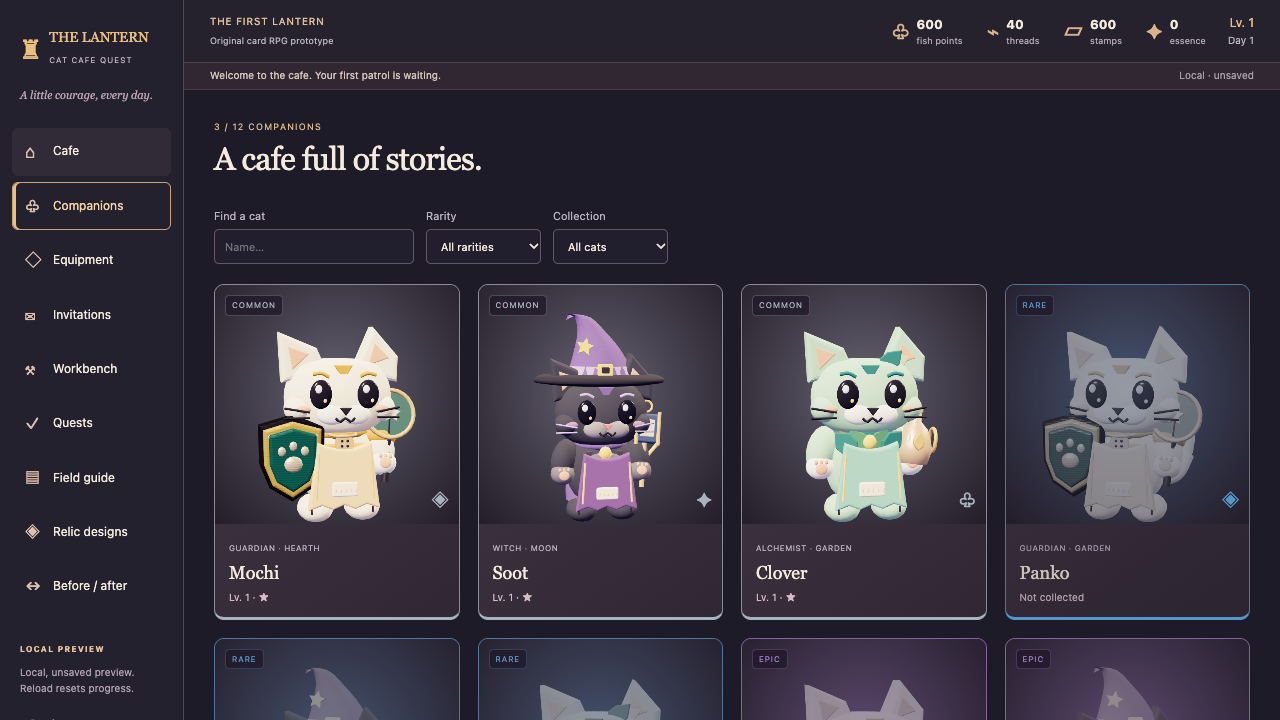 THE LANTERN
CAT CAFE QUEST
A little courage, every day.
Cafe
Companions
Equipment
Invitations
Workbench
Quests
Field guide
Relic designs
Before / after
LOCAL PREVIEW
Local, unsaved preview.
Reload resets progress.
THE FIRST LANTERN
Original card RPG prototype
600
fish points
40
threads
600
stamps
0
essence
Lv. 1
Day 1
Welcome to the cafe. Your first patrol is waiting.
Local · unsaved
3 / 12 COMPANIONS
A cafe full of stories.
Find a cat
Name...
Rarity
All rarities
Collection
All cats
COMMON
GUARDIAN · HEARTH
Mochi
Lv. 1 · ★
COMMON
WITCH · MOON
Soot
Lv. 1 · ★
COMMON
ALCHEMIST · GARDEN
Clover
Lv. 1 · ★
RARE
GUARDIAN · GARDEN
Panko
Not collected
RARE
RARE
EPIC
EPIC